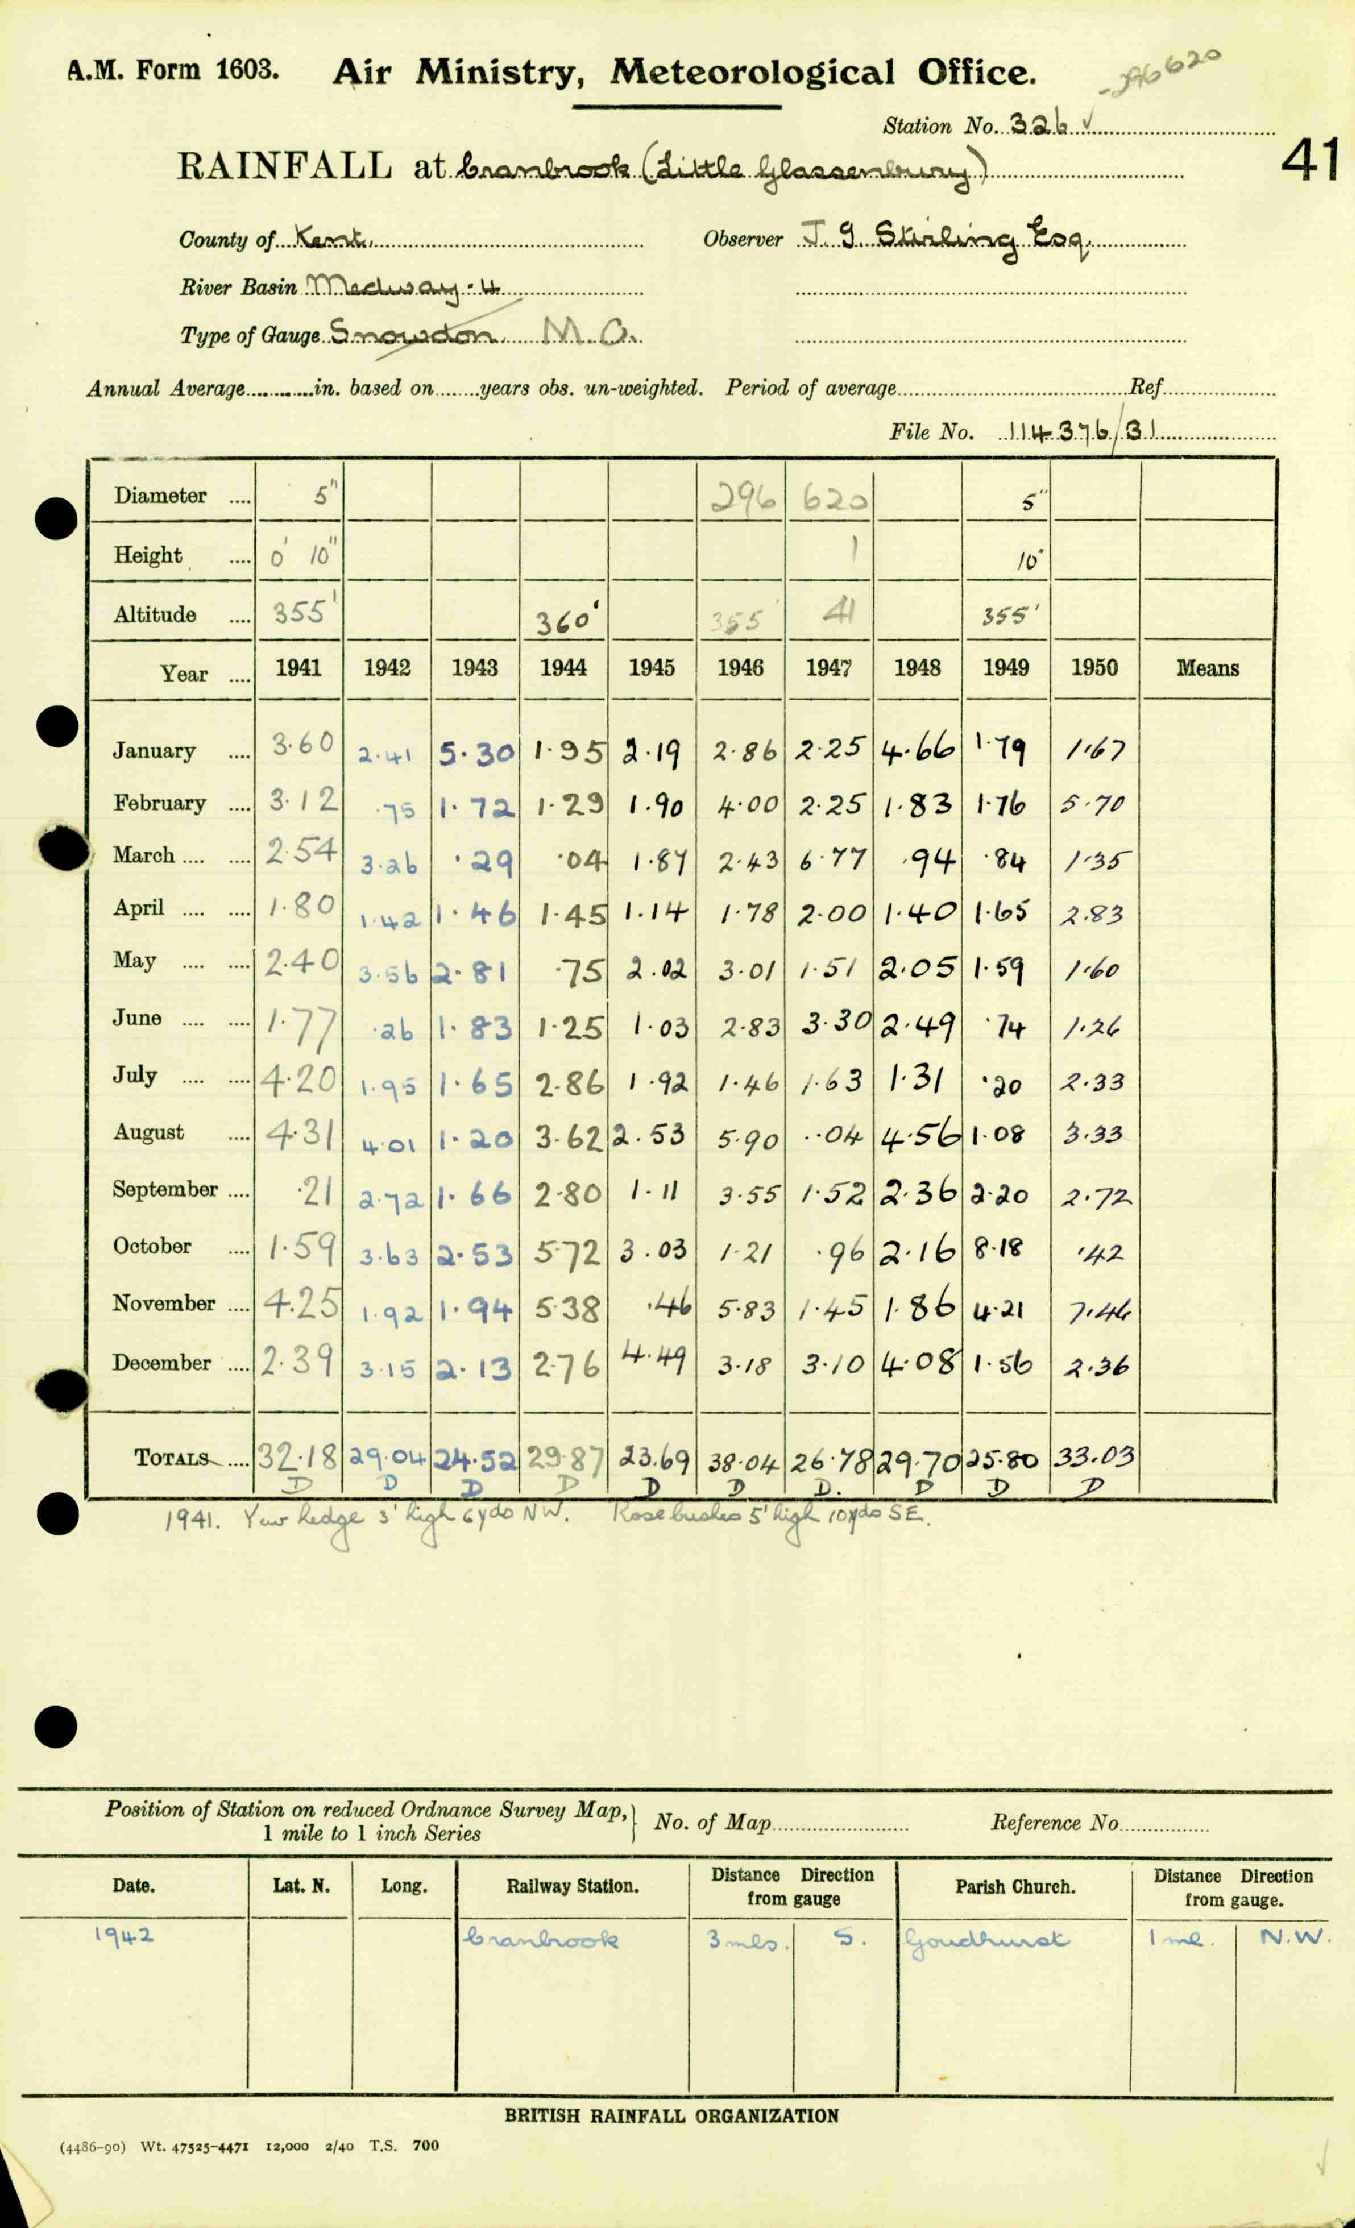 A.M. Form 1603. Air Ministry, Meteorological Office. -296620
Station No. 326 ✓
RAINFALL at Cranbrook (Little Glassenbury) 41
County of Kent. Observer J. G. Stirling Esq.
River Basin Medway. 4
Type of Gauge Snowdon M.O.
Annual Average............in. based on........years obs. un-weighted. Period of average........Ref........
File No. 114376/31
Diameter .... 5" 296 620 5"
Height .... 0' 10" 1 10"
Altitude .... 355' 360' 355' 41 355'
Year .... 1941 1942 1943 1944 1945 1946 1947 1948 1949 1950 Means
January .... 3.60 2.41 5.30 1.95 2.19 2.86 2.25 4.66 1.79 1.67
February .... 3.12 .75 1.72 1.29 1.90 4.00 2.25 1.83 1.76 5.70
March .... .... 2.54 3.26 .29 .04 1.87 2.43 6.77 .94 .84 1.35
April .... .... 1.80 1.42 1.46 1.45 1.14 1.78 2.00 1.40 1.65 2.83
May .... .... 2.40 3.56 2.81 .75 2.02 3.01 1.51 2.05 1.59 1.60
June .... .... 1.77 .26 1.83 1.25 1.03 2.83 3.30 2.49 .74 1.26
July .... .... 4.20 1.95 1.65 2.86 1.92 1.46 1.63 1.31 .20 2.33
August .... 4.31 4.01 1.20 3.62 2.53 5.90 .04 4.56 1.08 3.33
September .... .21 2.72 1.66 2.80 1.11 3.55 1.52 2.36 2.20 2.72
October .... 1.59 3.63 2.53 5.72 3.03 1.21 .96 2.16 8.18 .42
November .... 4.25 1.92 1.94 5.38 .46 5.83 1.45 1.86 4.21 7.46
December .... 2.39 3.15 2.13 2.76 4.49 3.18 3.10 4.08 1.56 2.36
TOTALS .... 32.18 29.04 24.52 29.87 23.69 38.04 26.78 29.70 25.80 33.03
D D D D D D D. D D D
1941. Yew hedge 3' high 6yds NW. Rose bushes 5' high 10yds SE.
Position of Station on reduced Ordnance Survey Map, } No. of Map........ Reference No........
1 mile to 1 inch Series
Date. Lat. N. Long. Railway Station. Distance Direction from gauge Parish Church. Distance Direction from gauge.
1942 Cranbrook 3 mls. S. Goudhurst 1 ml. N.W.
BRITISH RAINFALL ORGANIZATION
(4486-90) Wt. 47525-4471 12,000 2/40 T.S. 700